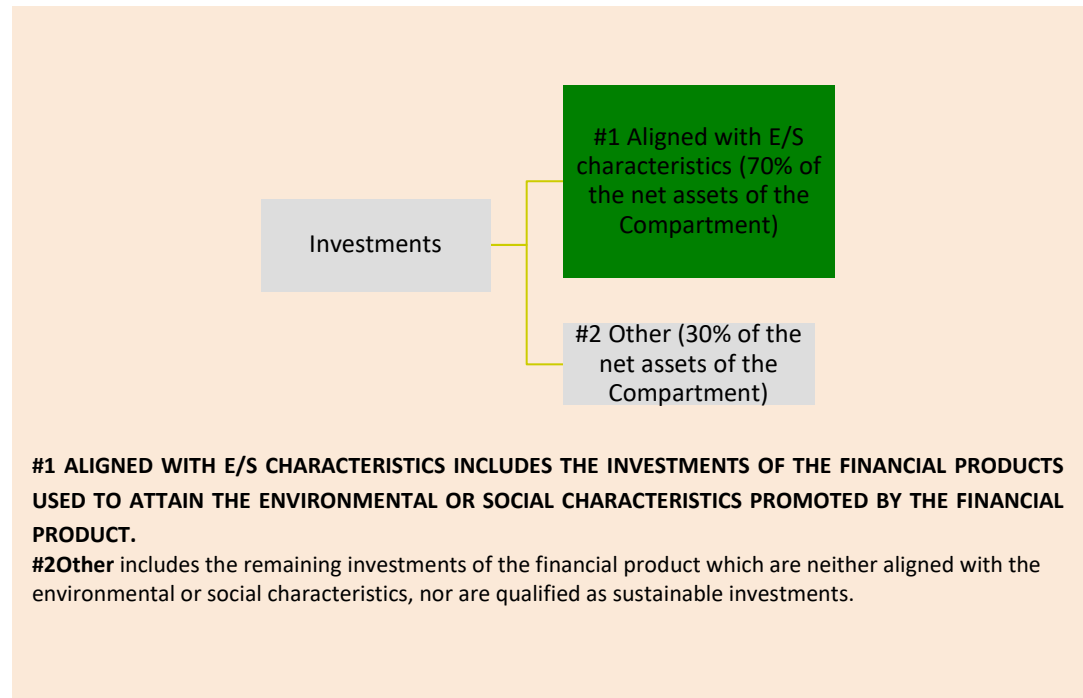 #1 Aligned with E/S
characteristics (70% of
the net assets of the
Compartment)
Investments
#2 Other (30% of the
net assets of the
Compartment)
#1 ALIGNED WITH E/S CHARACTERISTICS INCLUDES THE INVESTMENTS OF THE FINANCIAL PRODUCTS
USED TO ATTAIN THE ENVIRONMENTAL OR SOCIAL CHARACTERISTICS PROMOTED BY THE FINANCIAL
PRODUCT.
#2Other includes the remaining investments of the financial product which are neither aligned with the
environmental or social characteristics, nor are qualified as sustainable investments.